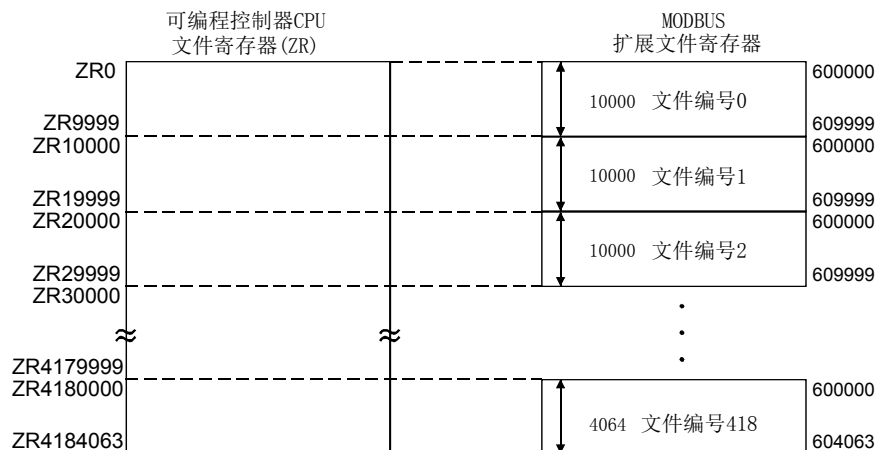 可编程控制器CPU
文件寄存器(ZR)
MODBUS
扩展文件寄存器
ZR0
600000
10000 文件编号0
ZR9999
609999
ZR10000
600000
10000 文件编号1
ZR19999
609999
ZR20000
600000
10000 文件编号2
ZR29999
609999
ZR30000
ZR4179999
ZR4180000
600000
4064 文件编号418
ZR4184063
604063